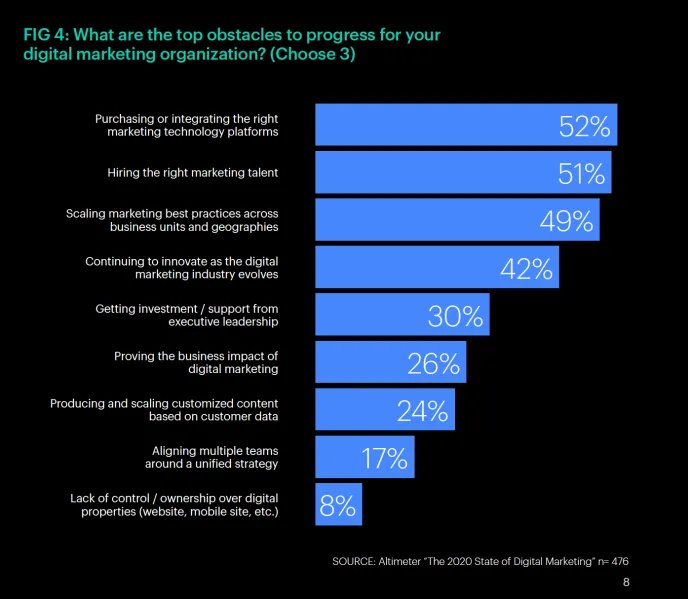 FIG 4: What are the top obstacles to progress for your
digital marketing organization? (Choose 3)
Purchasing or integrating the right
marketing technology platforms
52%
Hiring the right marketing talent
51%
Scaling marketing best practices across
business units and geographies
49%
Continuing to innovate as the digital
marketing industry evolves
42%
Getting investment / support from
executive leadership
30%
Proving the business impact of
digital marketing
26%
Producing and scaling customized content
based on customer data
24%
Aligning multiple teams
around a unified strategy
17%
Lack of control / ownership over digital
properties (website, mobile site, etc.)
8%
SOURCE: Altimeter “The 2020 State of Digital Marketing” n= 476
8